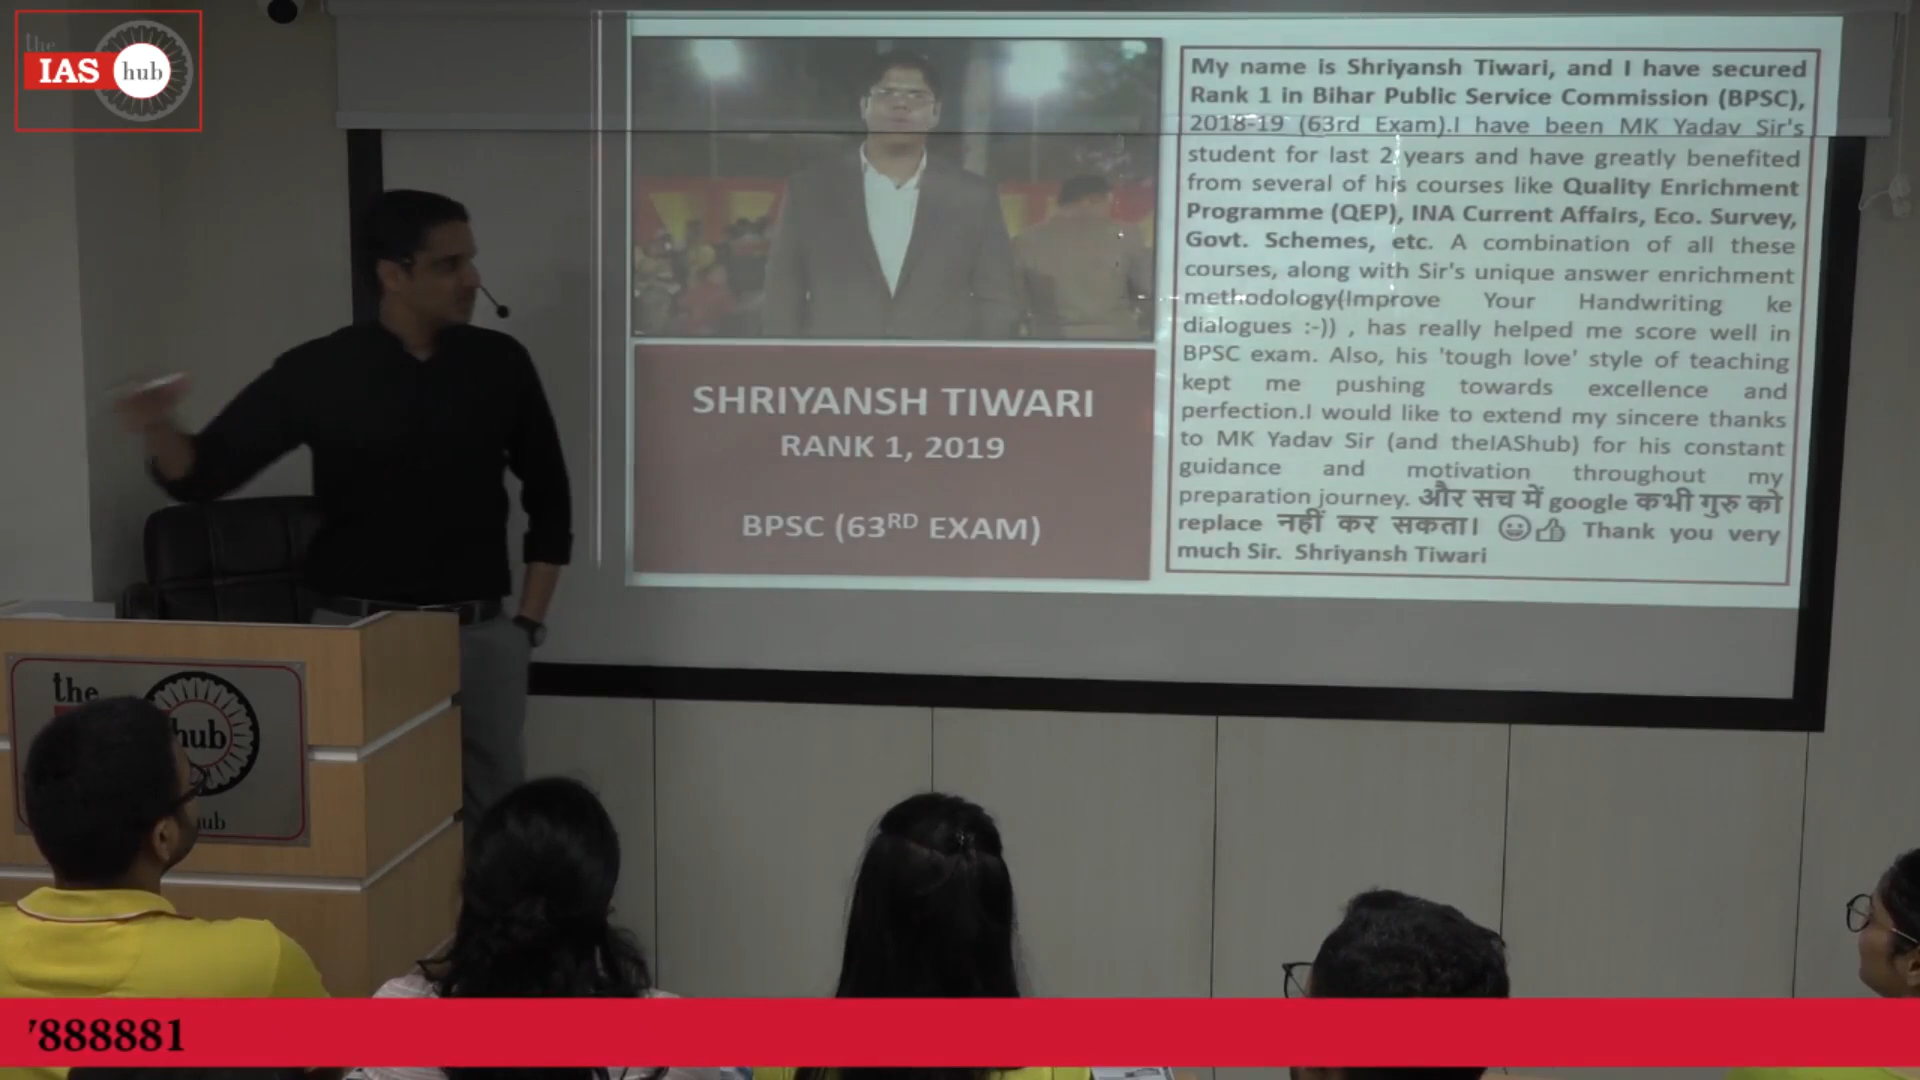 the
IAS hub
My name is Shriyansh Tiwari, and I have secured
Rank 1 in Bihar Public Service Commission (BPSC),
2018-19 (63rd Exam).I have been MK Yadav Sir's
student for last 2 years and have greatly benefited
from several of his courses like Quality Enrichment
Programme (QEP), INA Current Affairs, Eco. Survey,
Govt. Schemes, etc. A combination of all these
courses, along with Sir's unique answer enrichment
methodology(Improve Your Handwriting ke
dialogues :-)) , has really helped me score well in
BPSC exam. Also, his 'tough love' style of teaching
kept me pushing towards excellence and
perfection.I would like to extend my sincere thanks
to MK Yadav Sir (and theIAShub) for his constant
guidance and motivation throughout my
preparation journey. और सच में google कभी गुरु को
replace नहीं कर सकता। 😀👍 Thank you very
much Sir. Shriyansh Tiwari
SHRIYANSH TIWARI
RANK 1, 2019
BPSC (63RD EXAM)
the
hub
ub
888881